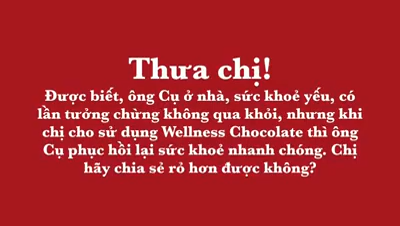 Thưa chị!
Được biết, ông Cụ ở nhà, sức khoẻ yếu, có
lần tưởng chừng không qua khỏi, nhưng khi
chị cho sử dụng Wellness Chocolate thì ông
Cụ phục hồi lại sức khoẻ nhanh chóng. Chị
hãy chia sẻ rỏ hơn được không?